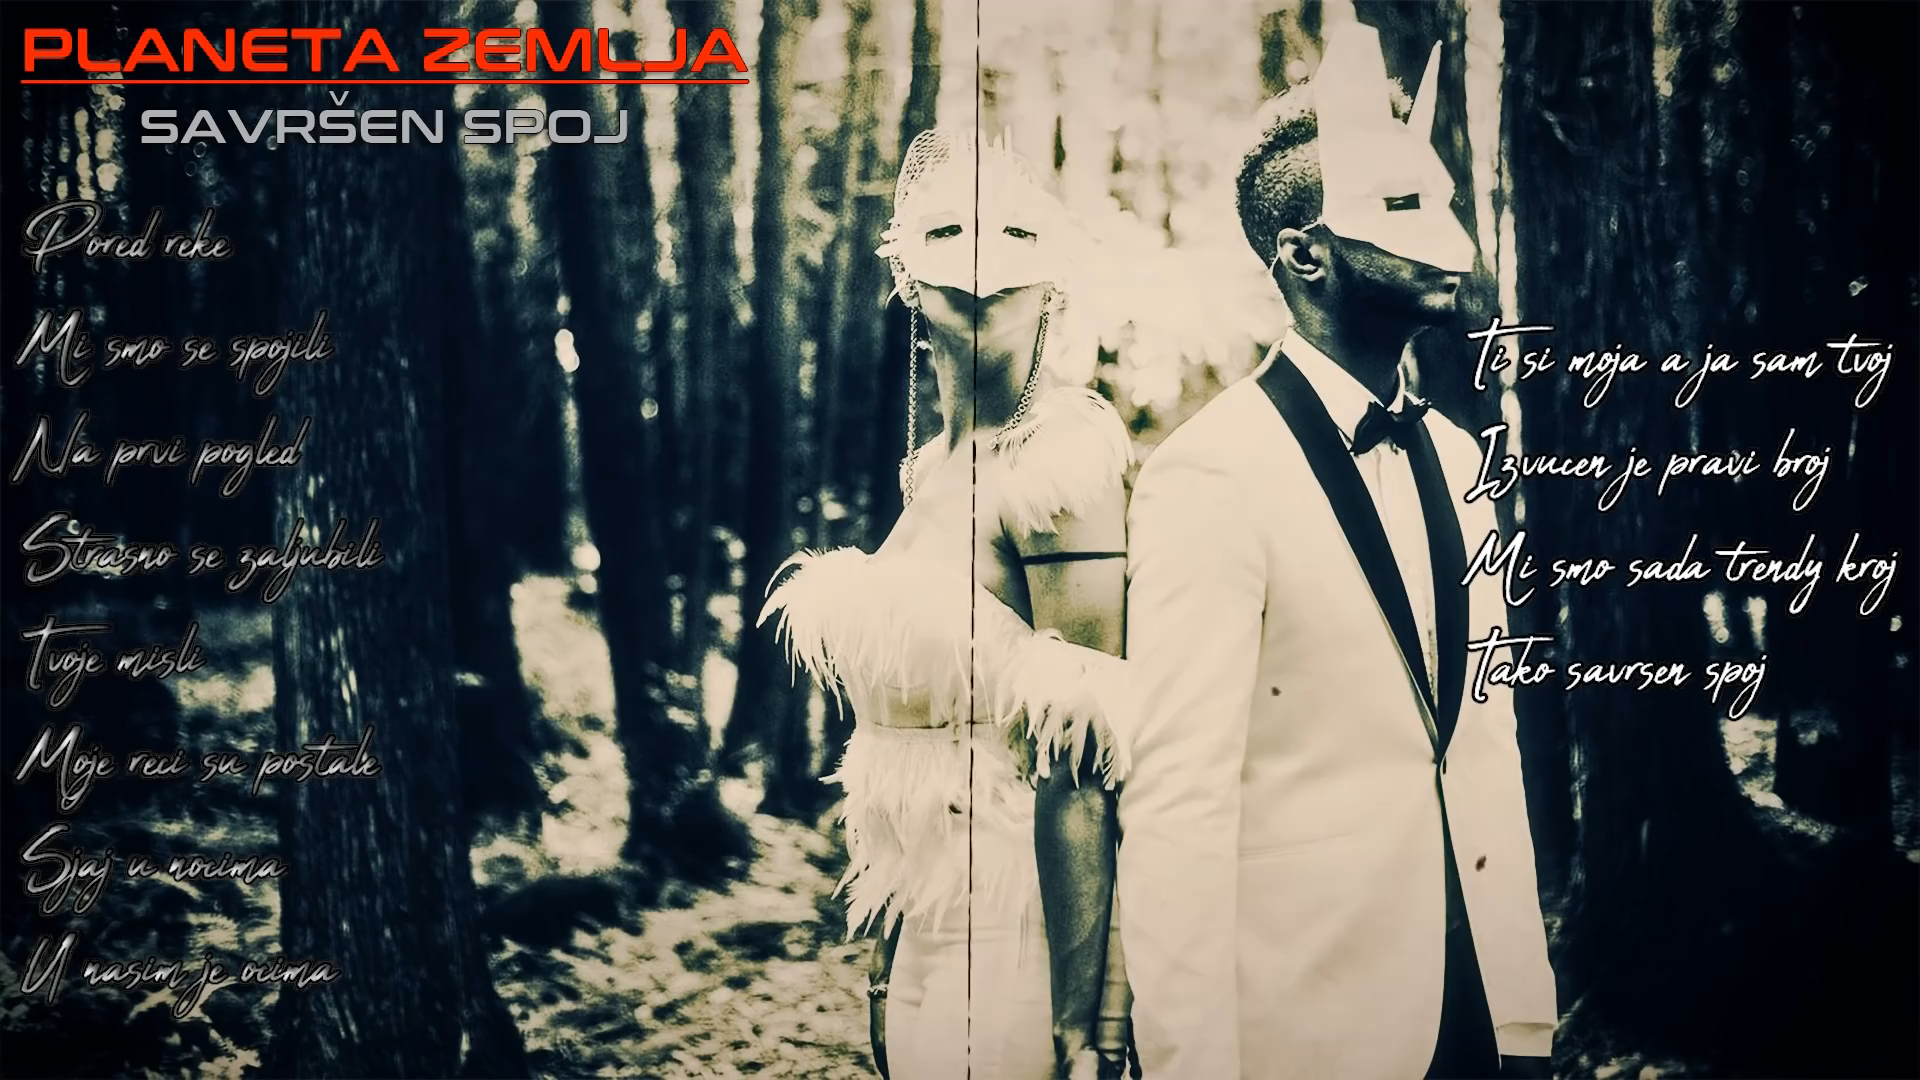 PLANETA ZEMLJA
SAVRŠEN SPOJ
Pored reke
Mi smo se spojili
Na prvi pogled
Strasno se zaljubili
Tvoje misli
Moje reci su postale
Sjaj u nocima
U nasim je ocima
Ti si moja a ja sam tvoj
Izvucen je pravi broj
Mi smo sada trendy kroj
Tako savrsen spoj